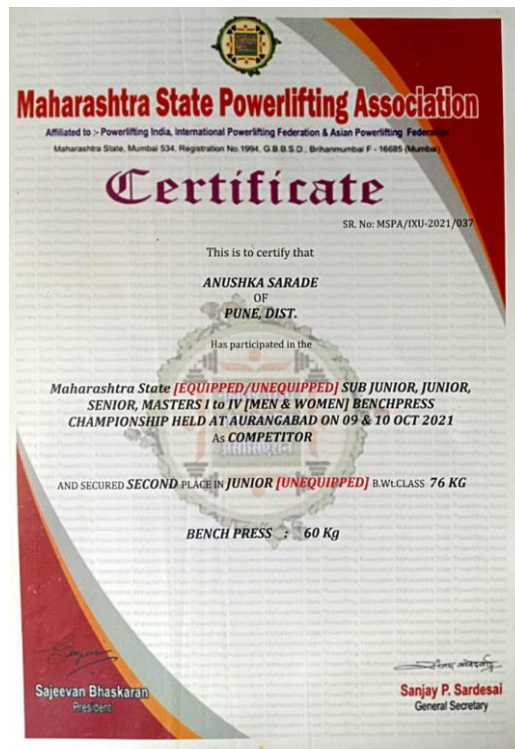 Maharashtra State Powerlifting Association
Affiliated to :- Powerlifting India, International Powerlifting Federation & Asian Powerlifting Federation
Maharashtra State, Mumbai 534, Registration No. 1994, G.B.B.S.D., Brihanmumbai F - 16685 (Mumbai)
Certificate
SR. No: MSPA/IXU-2021/037
This is to certify that
ANUSHKA SARADE
OF
PUNE, DIST.
Has participated in the
Maharashtra State [EQUIPPED/UNEQUIPPED] SUB JUNIOR, JUNIOR,
SENIOR, MASTERS I to IV [MEN & WOMEN] BENCHPRESS
CHAMPIONSHIP HELD AT AURANGABAD ON 09 & 10 OCT 2021
As COMPETITOR
AND SECURED SECOND PLACE IN JUNIOR [UNEQUIPPED] B.Wt.CLASS 76 KG
BENCH PRESS : 60 Kg
Sajeevan Bhaskaran
President
Sanjay P. Sardesai
General Secretary